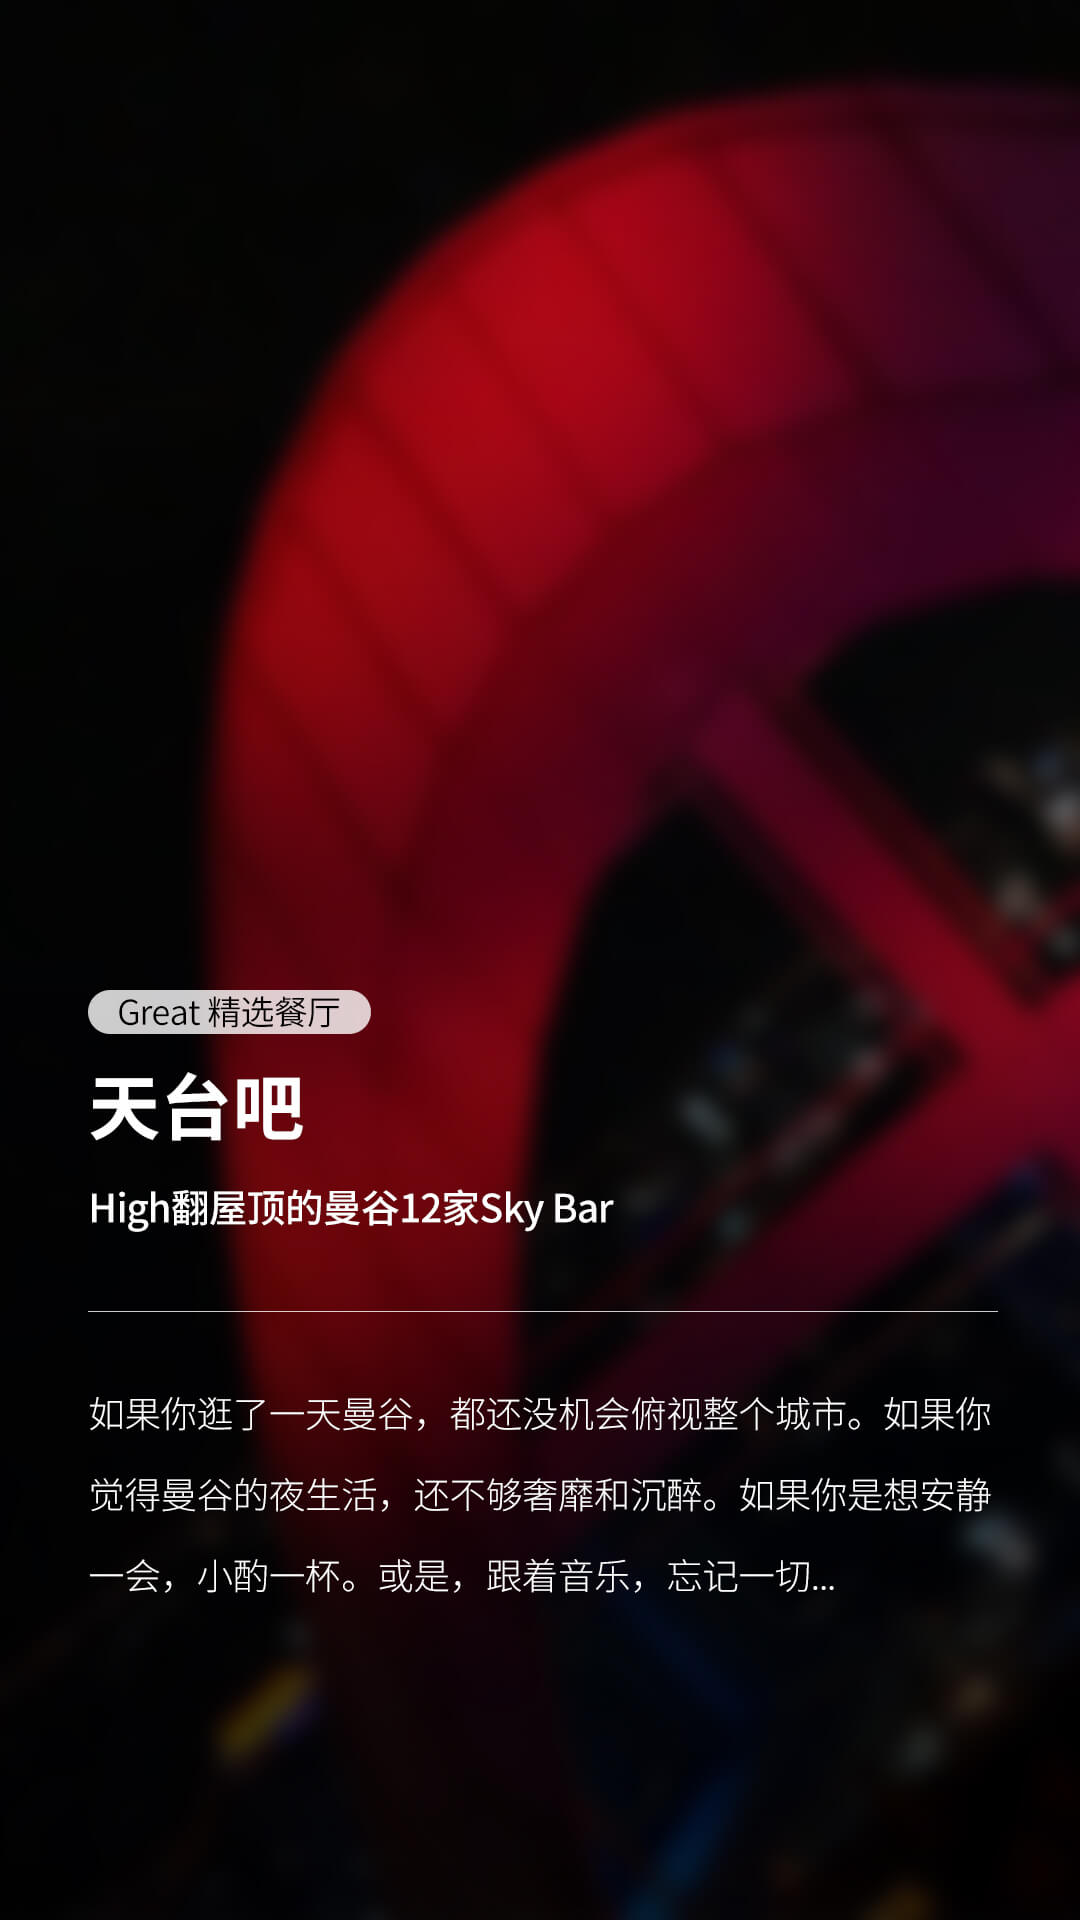 Great 精选餐厅
天台吧
High翻屋顶的曼谷12家Sky Bar
如果你逛了一天曼谷，都还没机会俯视整个城市。如果你
觉得曼谷的夜生活，还不够奢靡和沉醉。如果你是想安静
一会，小酌一杯。或是，跟着音乐，忘记一切...